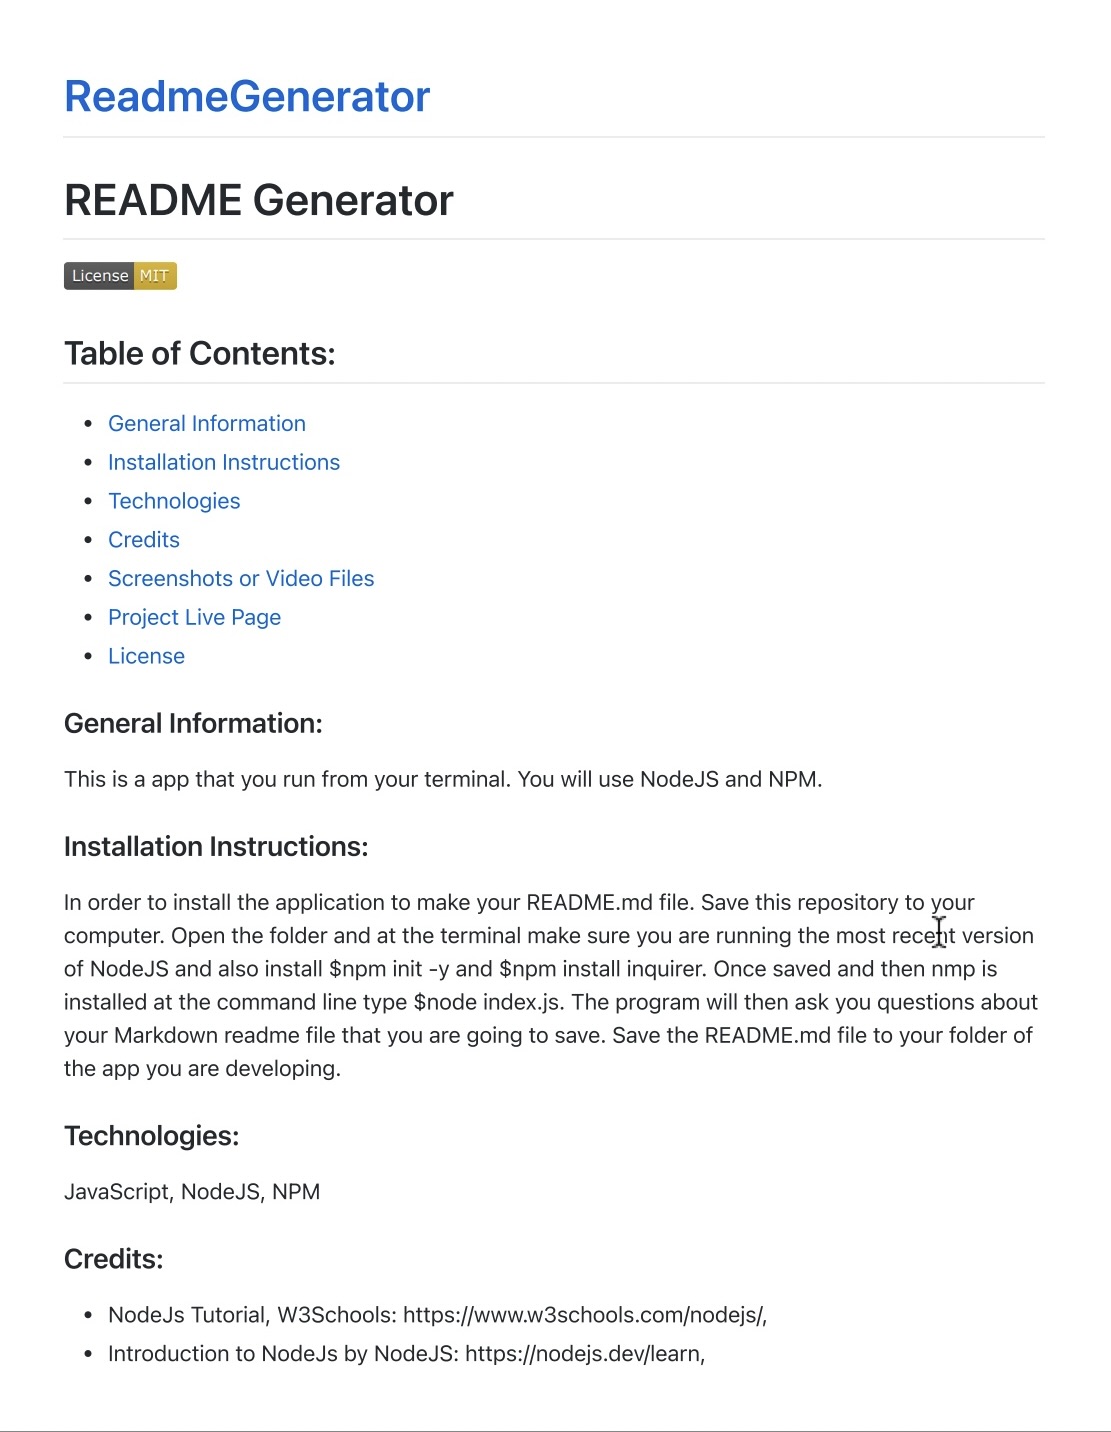 ReadmeGenerator
README Generator
License MIT
Table of Contents:
General Information
Installation Instructions
Technologies
Credits
Screenshots or Video Files
Project Live Page
License
General Information:
This is a app that you run from your terminal. You will use NodeJS and NPM.
Installation Instructions:
In order to install the application to make your README.md file. Save this repository to your
computer. Open the folder and at the terminal make sure you are running the most recent version
of NodeJS and also install $npm init -y and $npm install inquirer. Once saved and then nmp is
installed at the command line type $node index.js. The program will then ask you questions about
your Markdown readme file that you are going to save. Save the README.md file to your folder of
the app you are developing.
Technologies:
JavaScript, NodeJS, NPM
Credits:
NodeJs Tutorial, W3Schools: https://www.w3schools.com/nodejs/,
Introduction to NodeJs by NodeJS: https://nodejs.dev/learn,